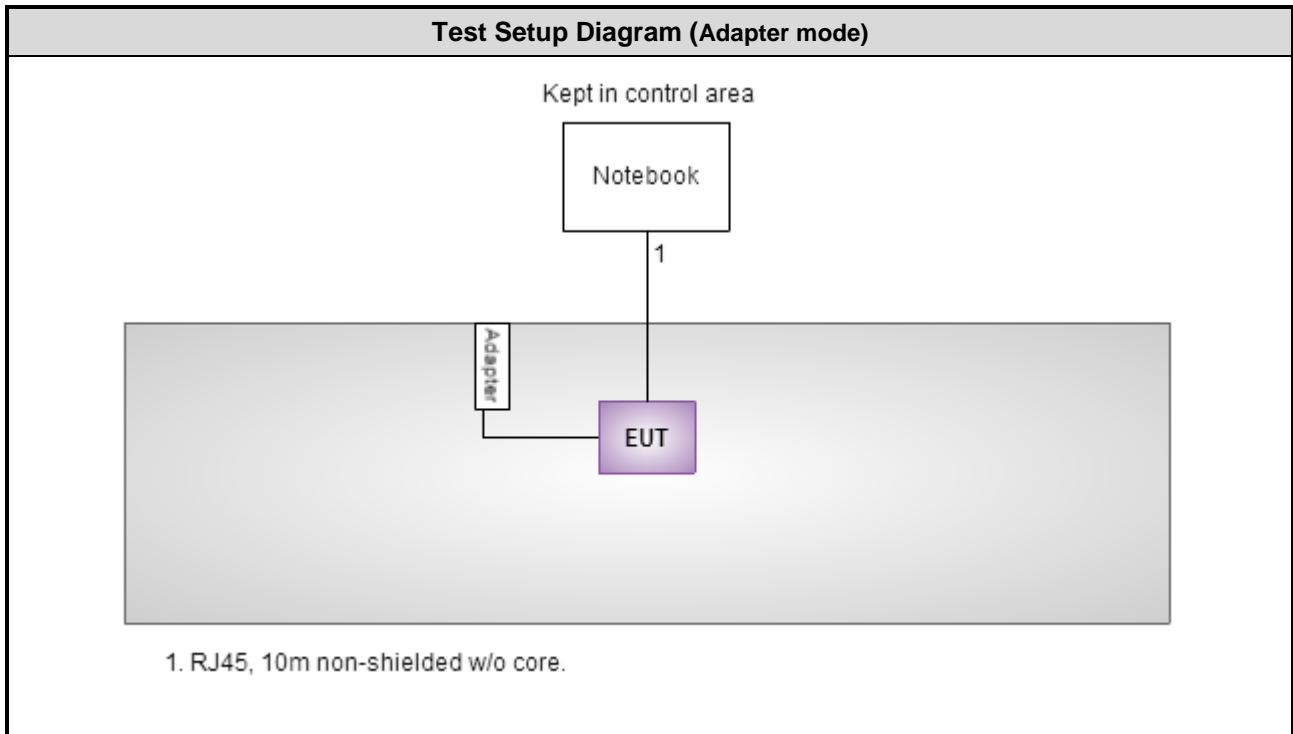 Test Setup Diagram (Adapter mode)
Kept in control area
Notebook
1
Adapter
EUT
1. RJ45, 10m non-shielded w/o core.